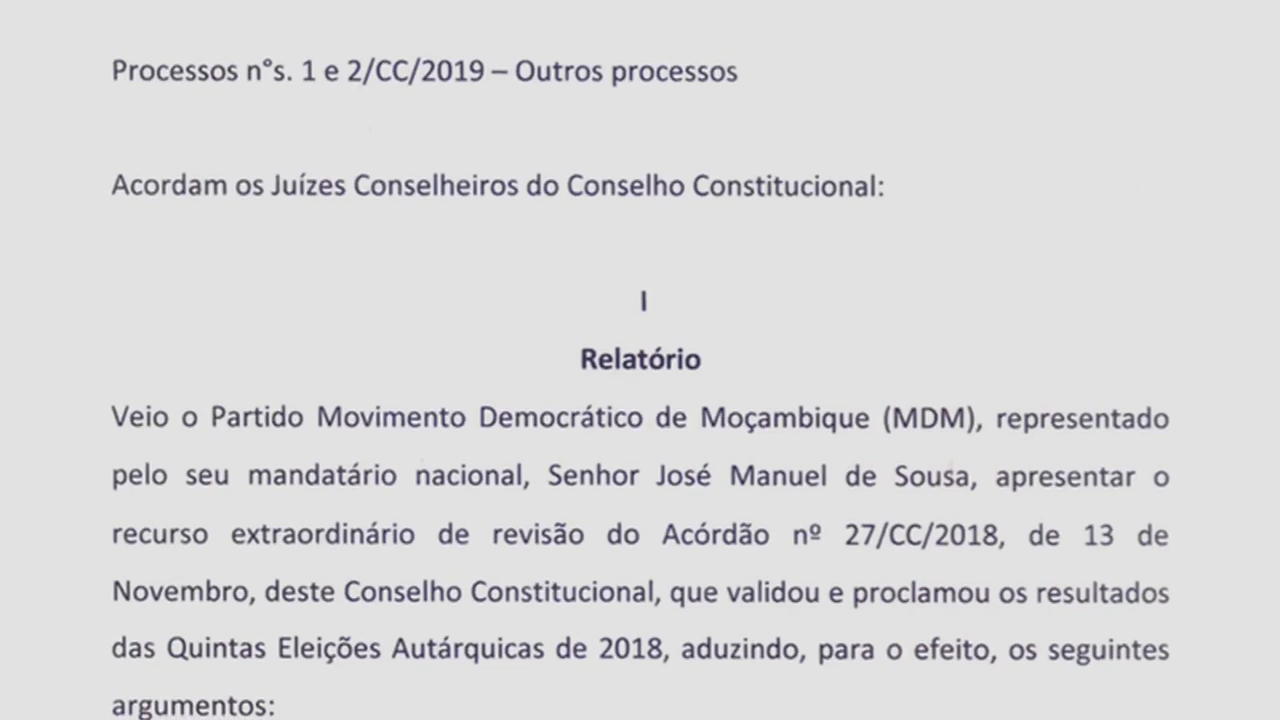 Processos n°s. 1 e 2/CC/2019 – Outros processos
Acordam os Juízes Conselheiros do Conselho Constitucional:
I
Relatório
Veio o Partido Movimento Democrático de Moçambique (MDM), representado
pelo seu mandatário nacional, Senhor José Manuel de Sousa, apresentar o
recurso extraordinário de revisão do Acórdão nº 27/CC/2018, de 13 de
Novembro, deste Conselho Constitucional, que validou e proclamou os resultados
das Quintas Eleições Autárquicas de 2018, aduzindo, para o efeito, os seguintes
argumentos: